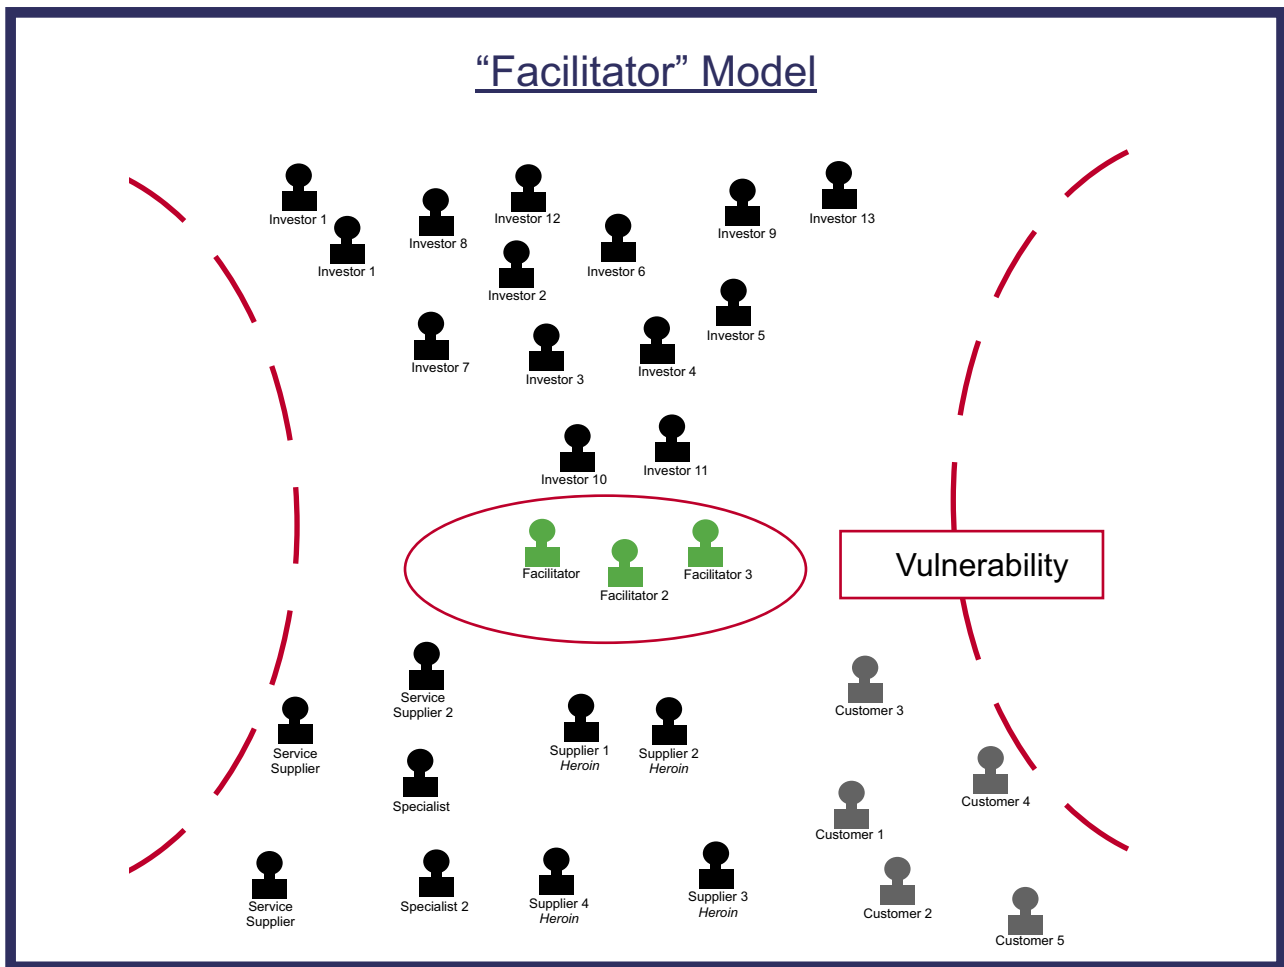 “Facilitator” Model
Investor 1
Investor 8
Investor 12
Investor 9
Investor 13
Investor 1
Investor 2
Investor 6
Investor 7
Investor 3
Investor 4
Investor 5
Investor 10
Investor 11
Facilitator
Facilitator 2
Facilitator 3
Vulnerability
Service
Supplier 2
Service
Supplier
Specialist
Supplier 1
Heroin
Supplier 2
Heroin
Customer 3
Customer 4
Customer 1
Service
Supplier
Specialist 2
Supplier 4
Heroin
Supplier 3
Heroin
Customer 2
Customer 5